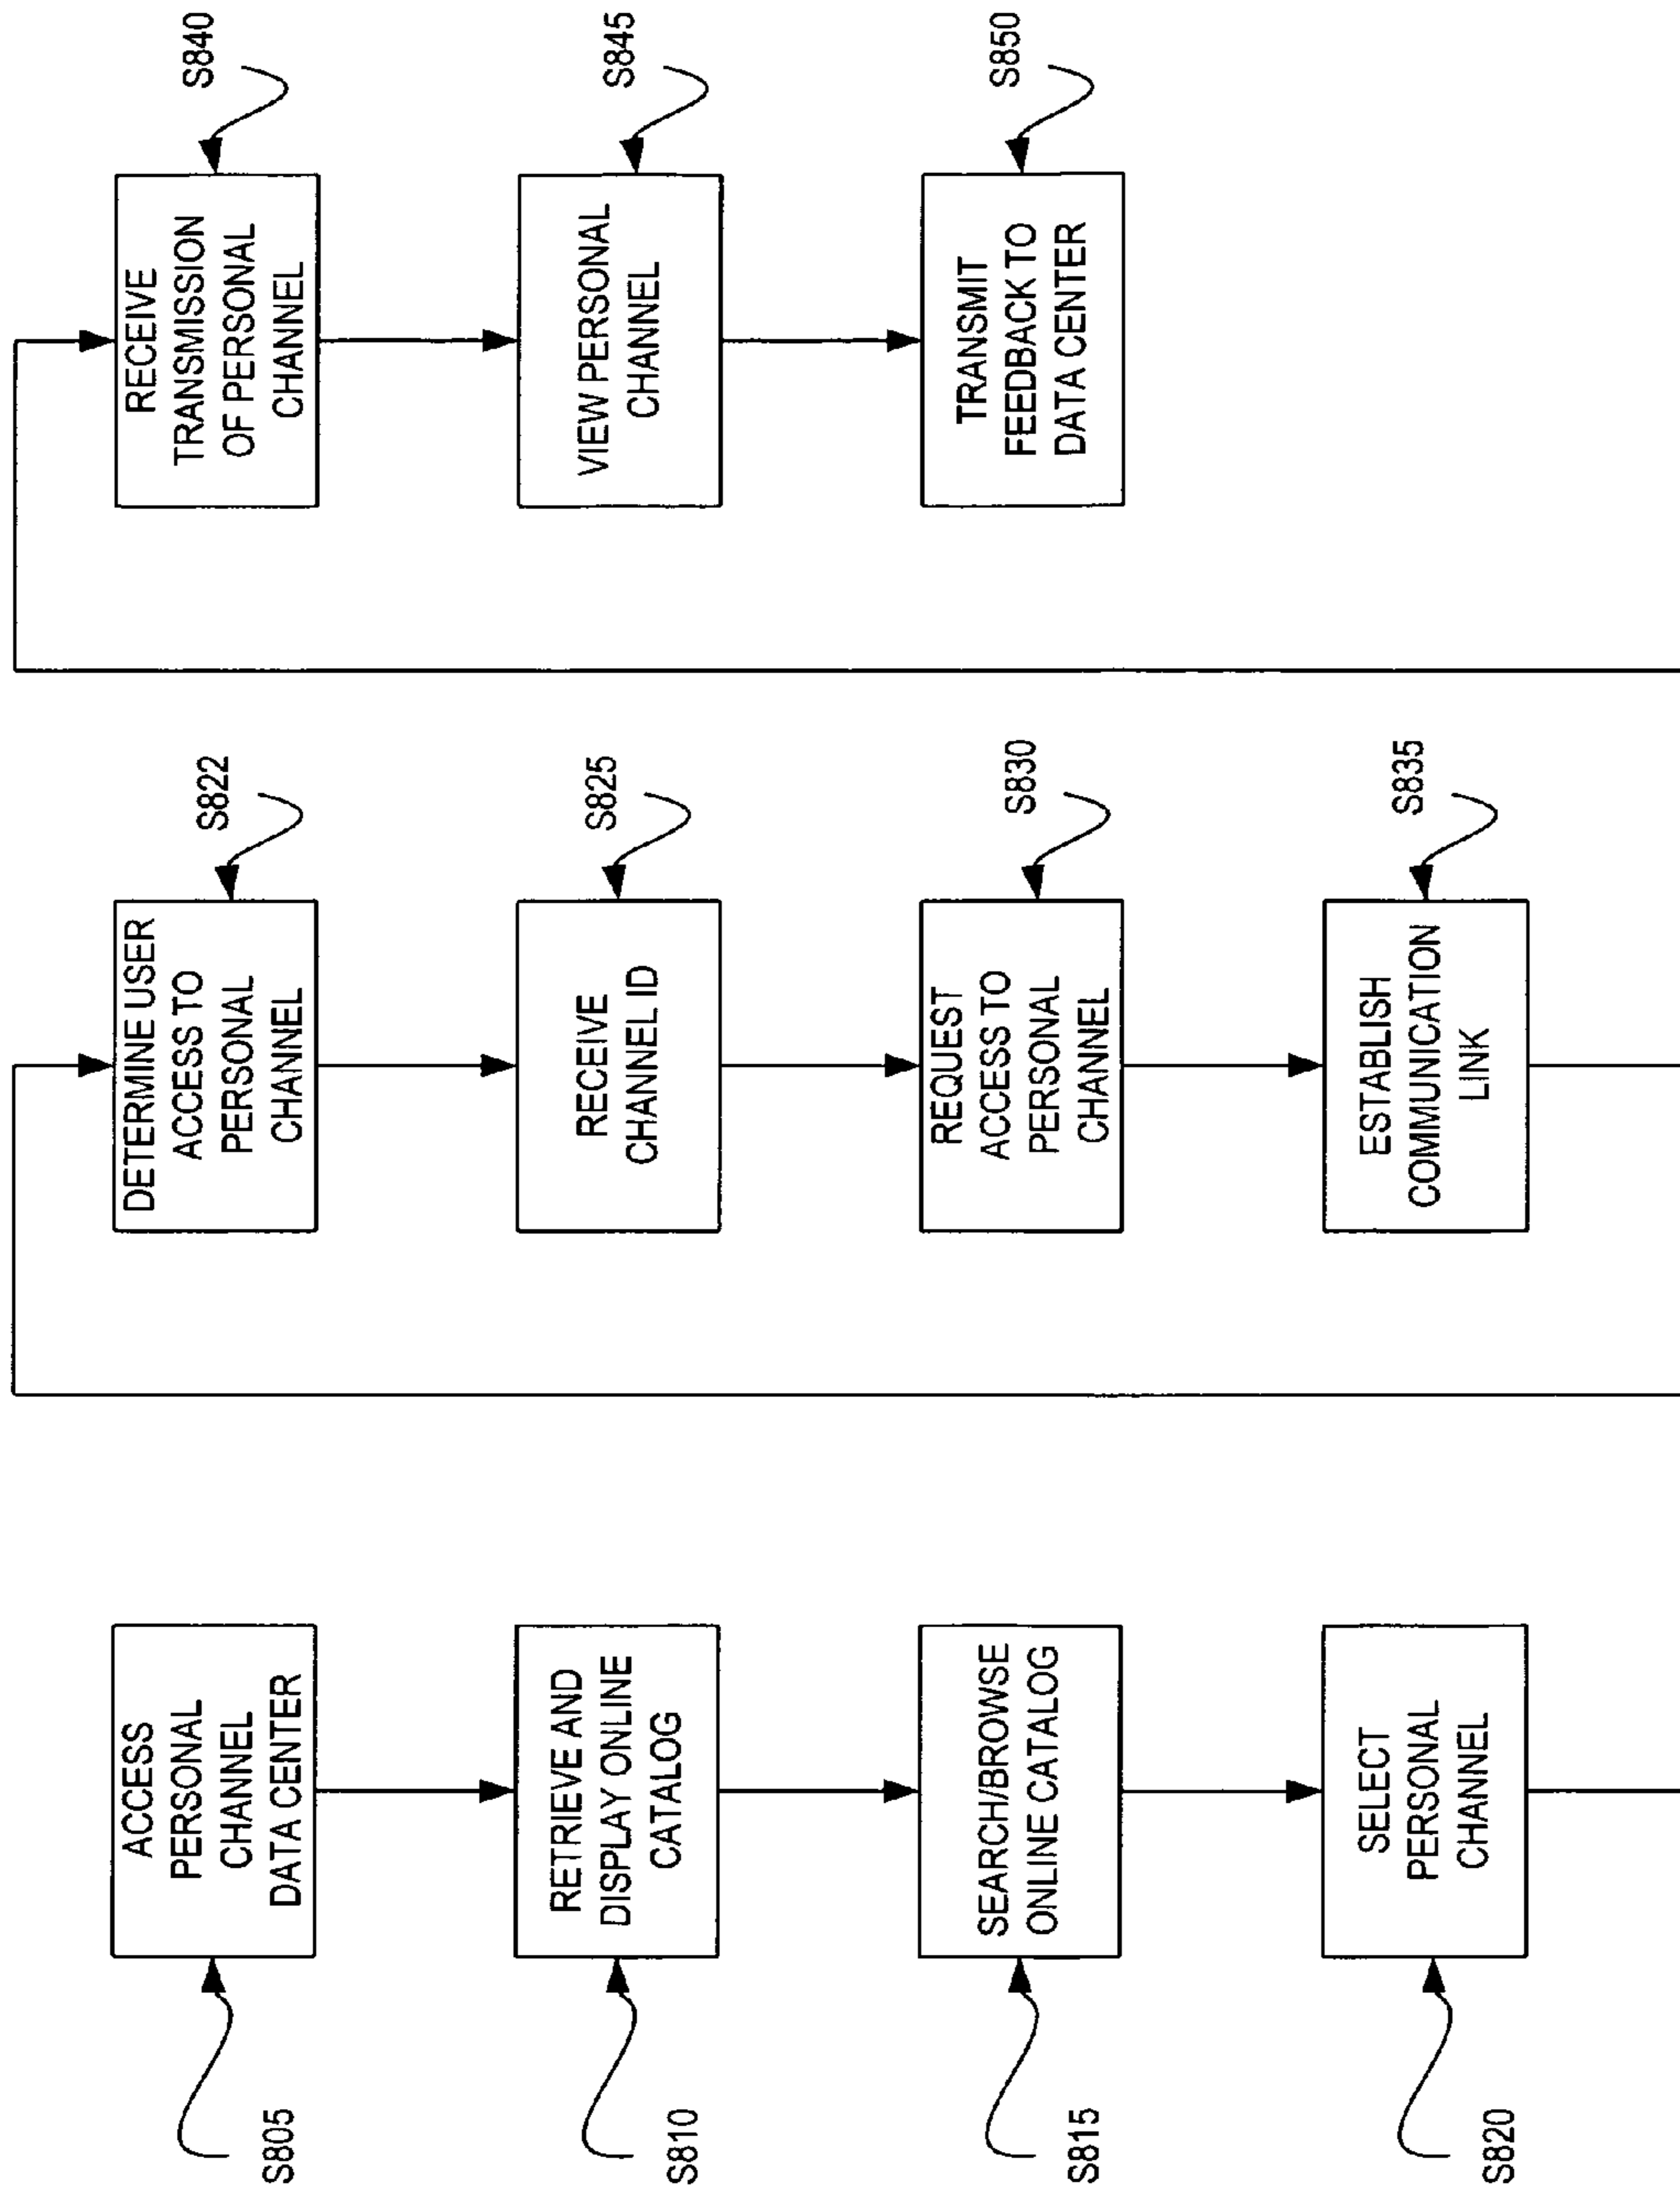 ACCESS
PERSONAL
CHANNEL
DATA CENTER
S805
RETRIEVE AND
DISPLAY ONLINE
CATALOG
S810
SEARCH/BROWSE
ONLINE CATALOG
S815
SELECT
PERSONAL
CHANNEL
S820
DETERMINE USER
ACCESS TO
PERSONAL
CHANNEL
S822
RECEIVE
CHANNEL ID
S825
REQUEST
ACCESS TO
PERSONAL
CHANNEL
S830
ESTABLISH
COMMUNICATION
LINK
S835
RECEIVE
TRANSMISSION
OF PERSONAL
CHANNEL
S840
VIEW PERSONAL
CHANNEL
S845
TRANSMIT
FEEDBACK TO
DATA CENTER
S850